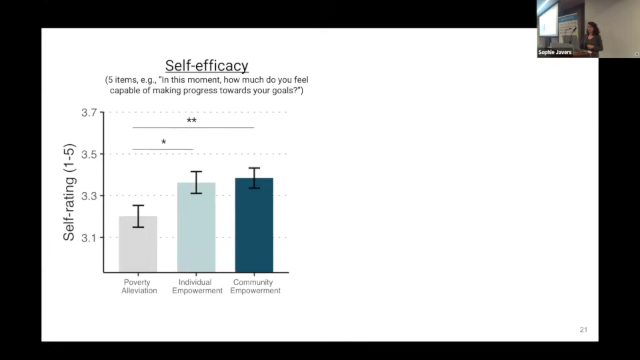 Self-efficacy
(5 items, e.g., "In this moment, how much do you feel
capable of making progress towards your goals?")
Self-rating (1-5)
3.7
3.5
3.3
3.1
**
*
Poverty
Alleviation
Individual
Empowerment
Community
Empowerment
21
Sophie Javers